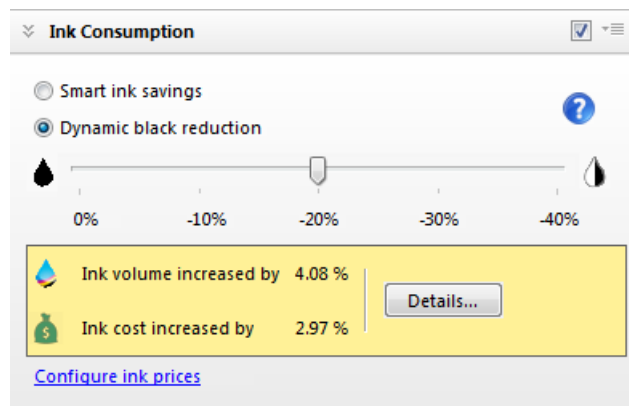 Ink Consumption
Smart ink savings
Dynamic black reduction
0% -10% -20% -30% -40%
Ink volume increased by 4.08 %
Details...
Ink cost increased by 2.97 %
Configure ink prices